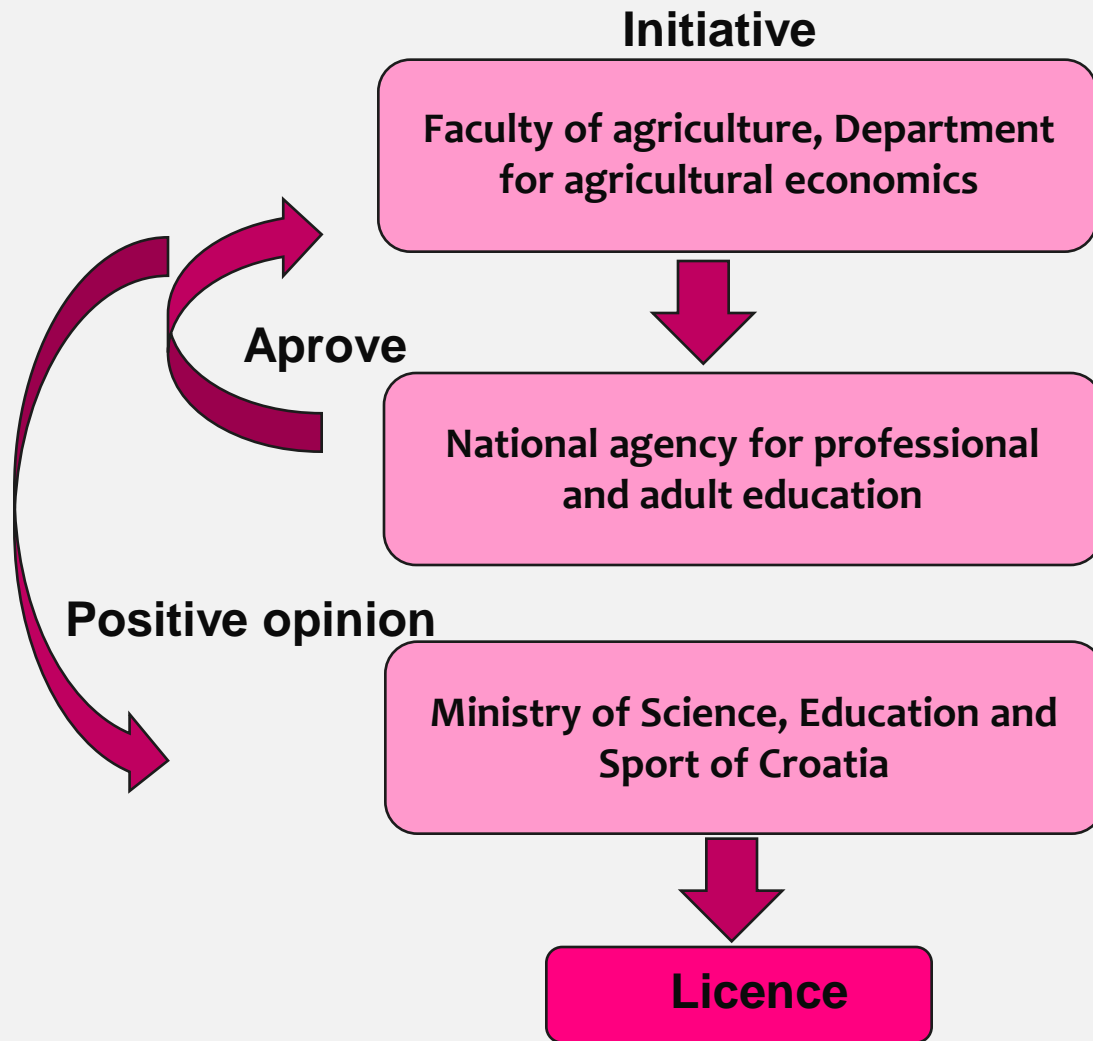 Initiative
Faculty of agriculture, Department
for agricultural economics
Aprove
National agency for professional
and adult education
Positive opinion
Ministry of Science, Education and
Sport of Croatia
Licence